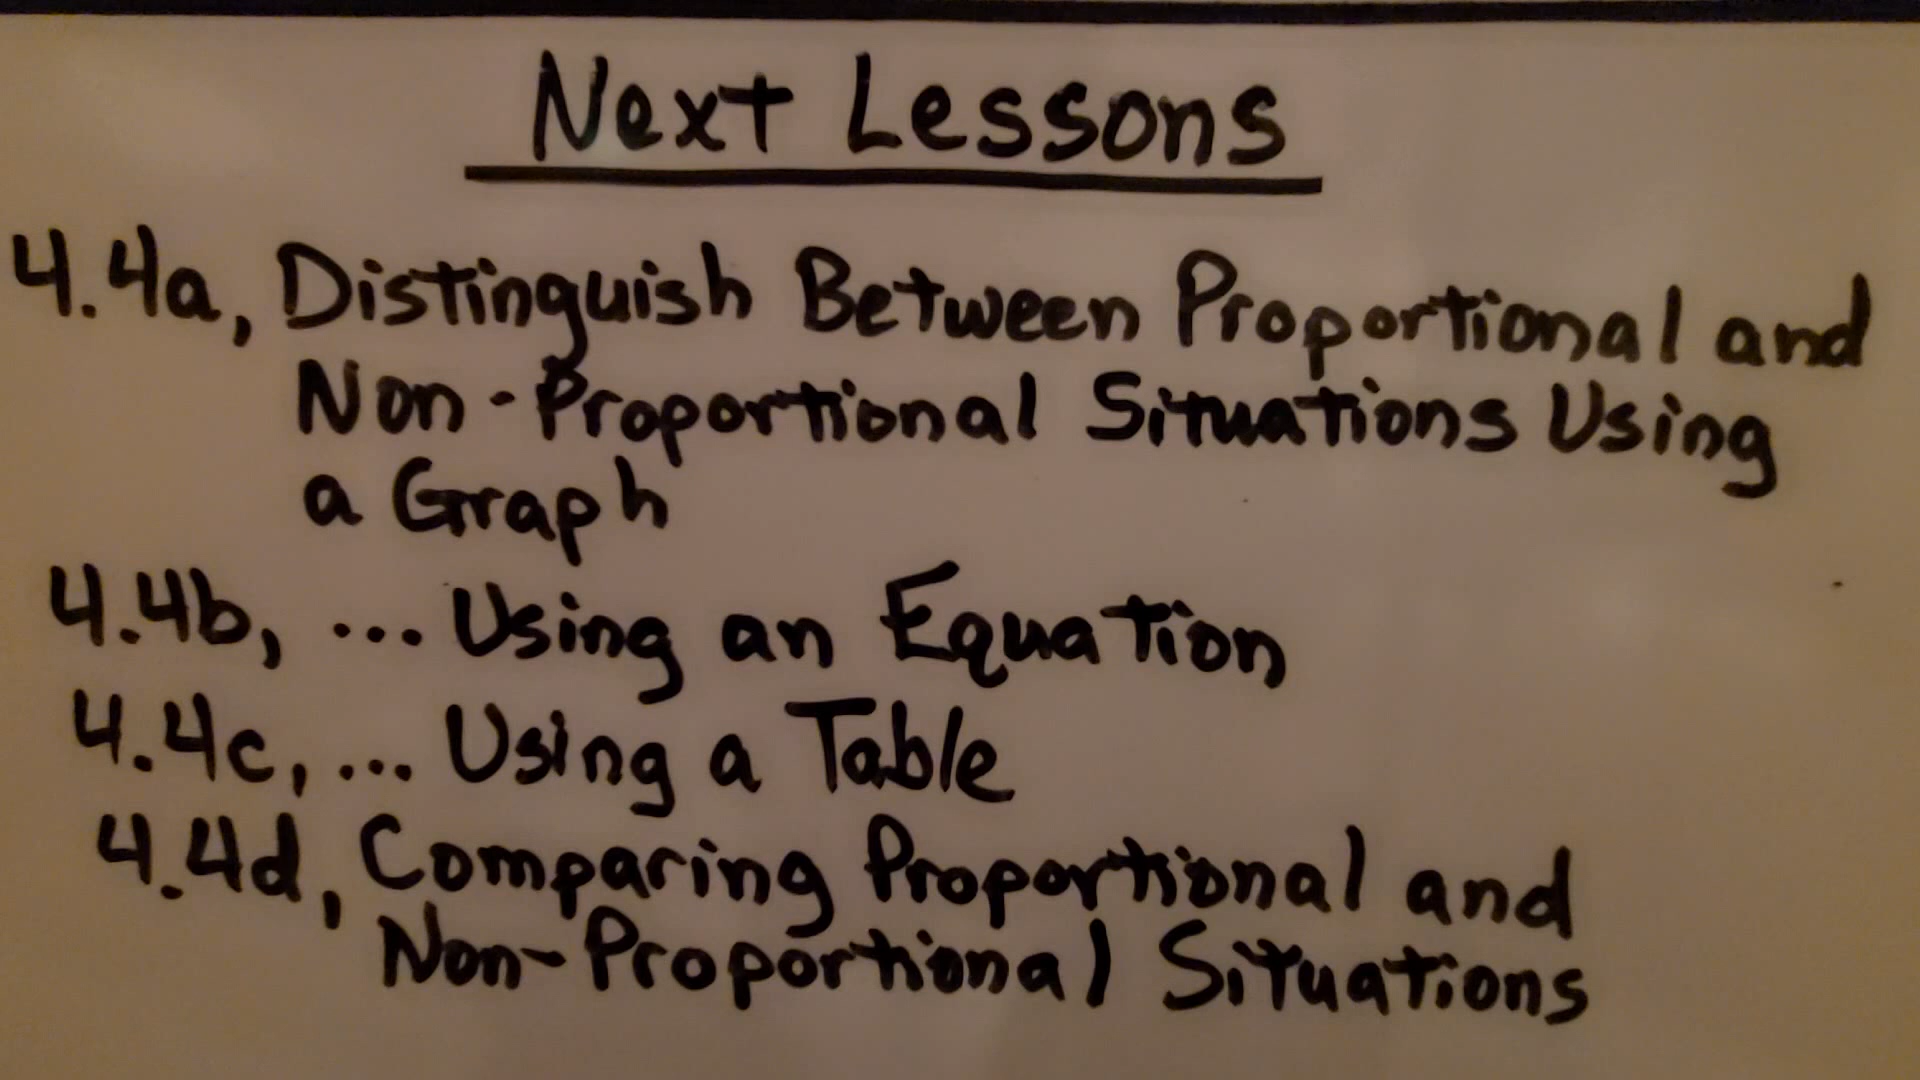 Next Lessons
4.4a, Distinguish Between Proportional and
Non-Proportional Situations Using
a Graph
4.4b, ... Using an Equation
4.4c, ... Using a Table
4.4d, Comparing Proportional and
Non-Proportional Situations